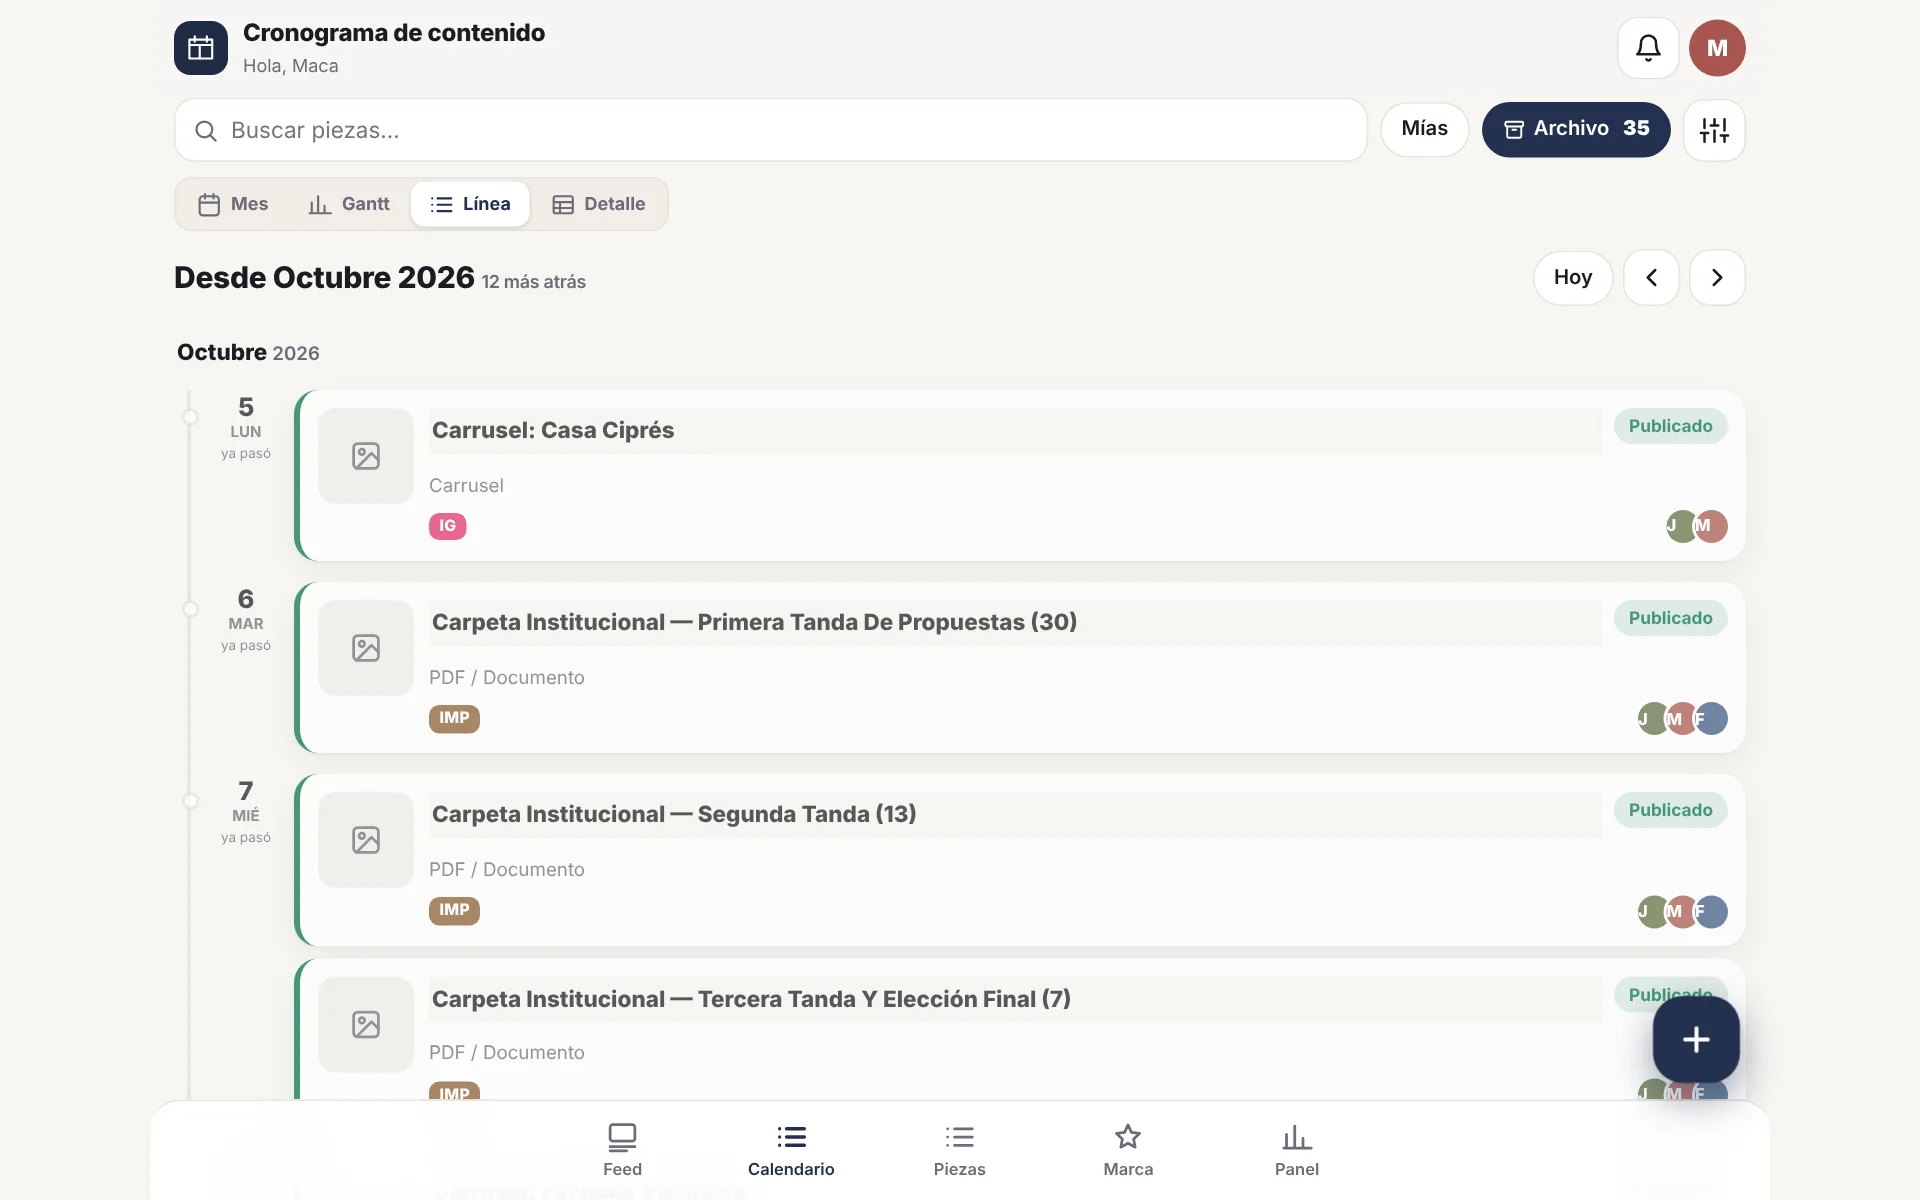 Cronograma de contenido
Hola, Maca
M
Buscar piezas...
Mías
Archivo 35
Mes
Gantt
Línea
Detalle
Desde Octubre 2026 12 más atrás
Hoy
Octubre 2026
5
LUN
ya pasó
Carrusel: Casa Ciprés
Publicado
Carrusel
IG
J M
6
MAR
ya pasó
Carpeta Institucional — Primera Tanda De Propuestas (30)
Publicado
PDF / Documento
IMP
J M F
7
MIÉ
ya pasó
Carpeta Institucional — Segunda Tanda (13)
Publicado
PDF / Documento
IMP
J M F
Carpeta Institucional — Tercera Tanda Y Elección Final (7)
Publicado
PDF / Documento
IMP
J M F
Feed
Calendario
Piezas
Marca
Panel